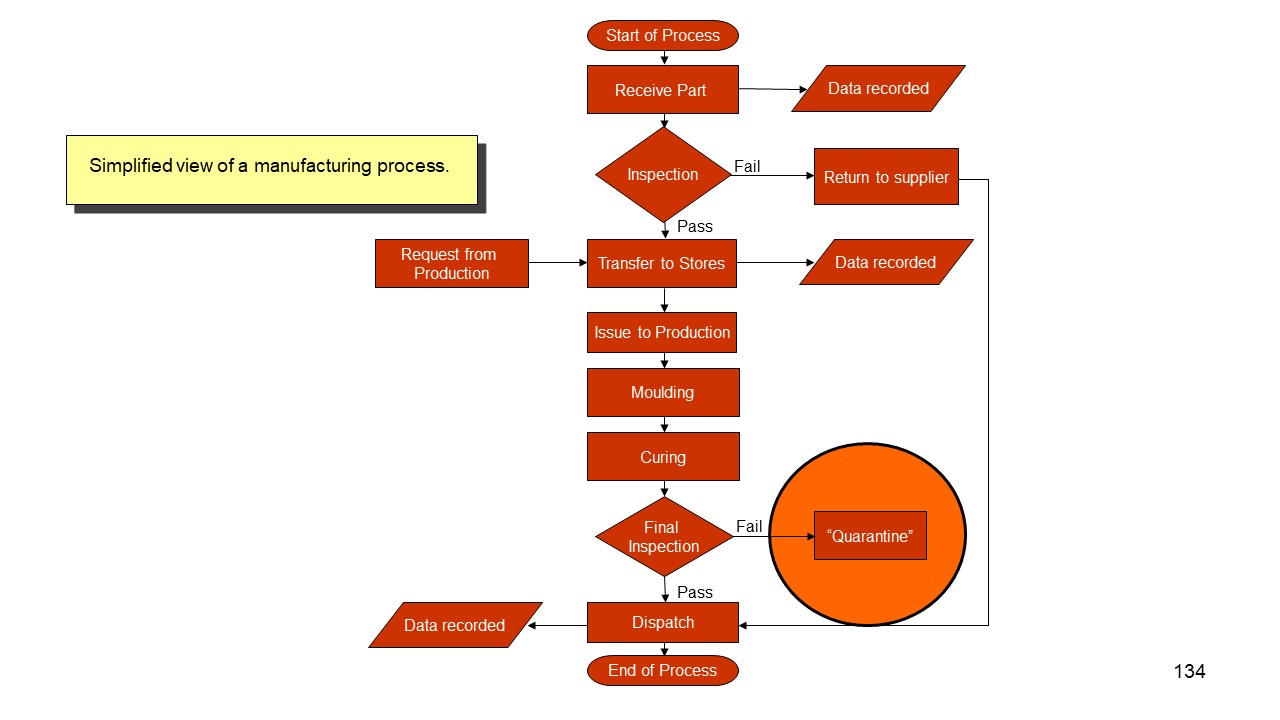 Start of Process
Receive Part
Data recorded
Simplified view of a manufacturing process.
Inspection
Fail
Return to supplier
Pass
Request from
Production
Transfer to Stores
Data recorded
Issue to Production
Moulding
Curing
Final
Inspection
Fail
“Quarantine”
Pass
Data recorded
Dispatch
End of Process
134